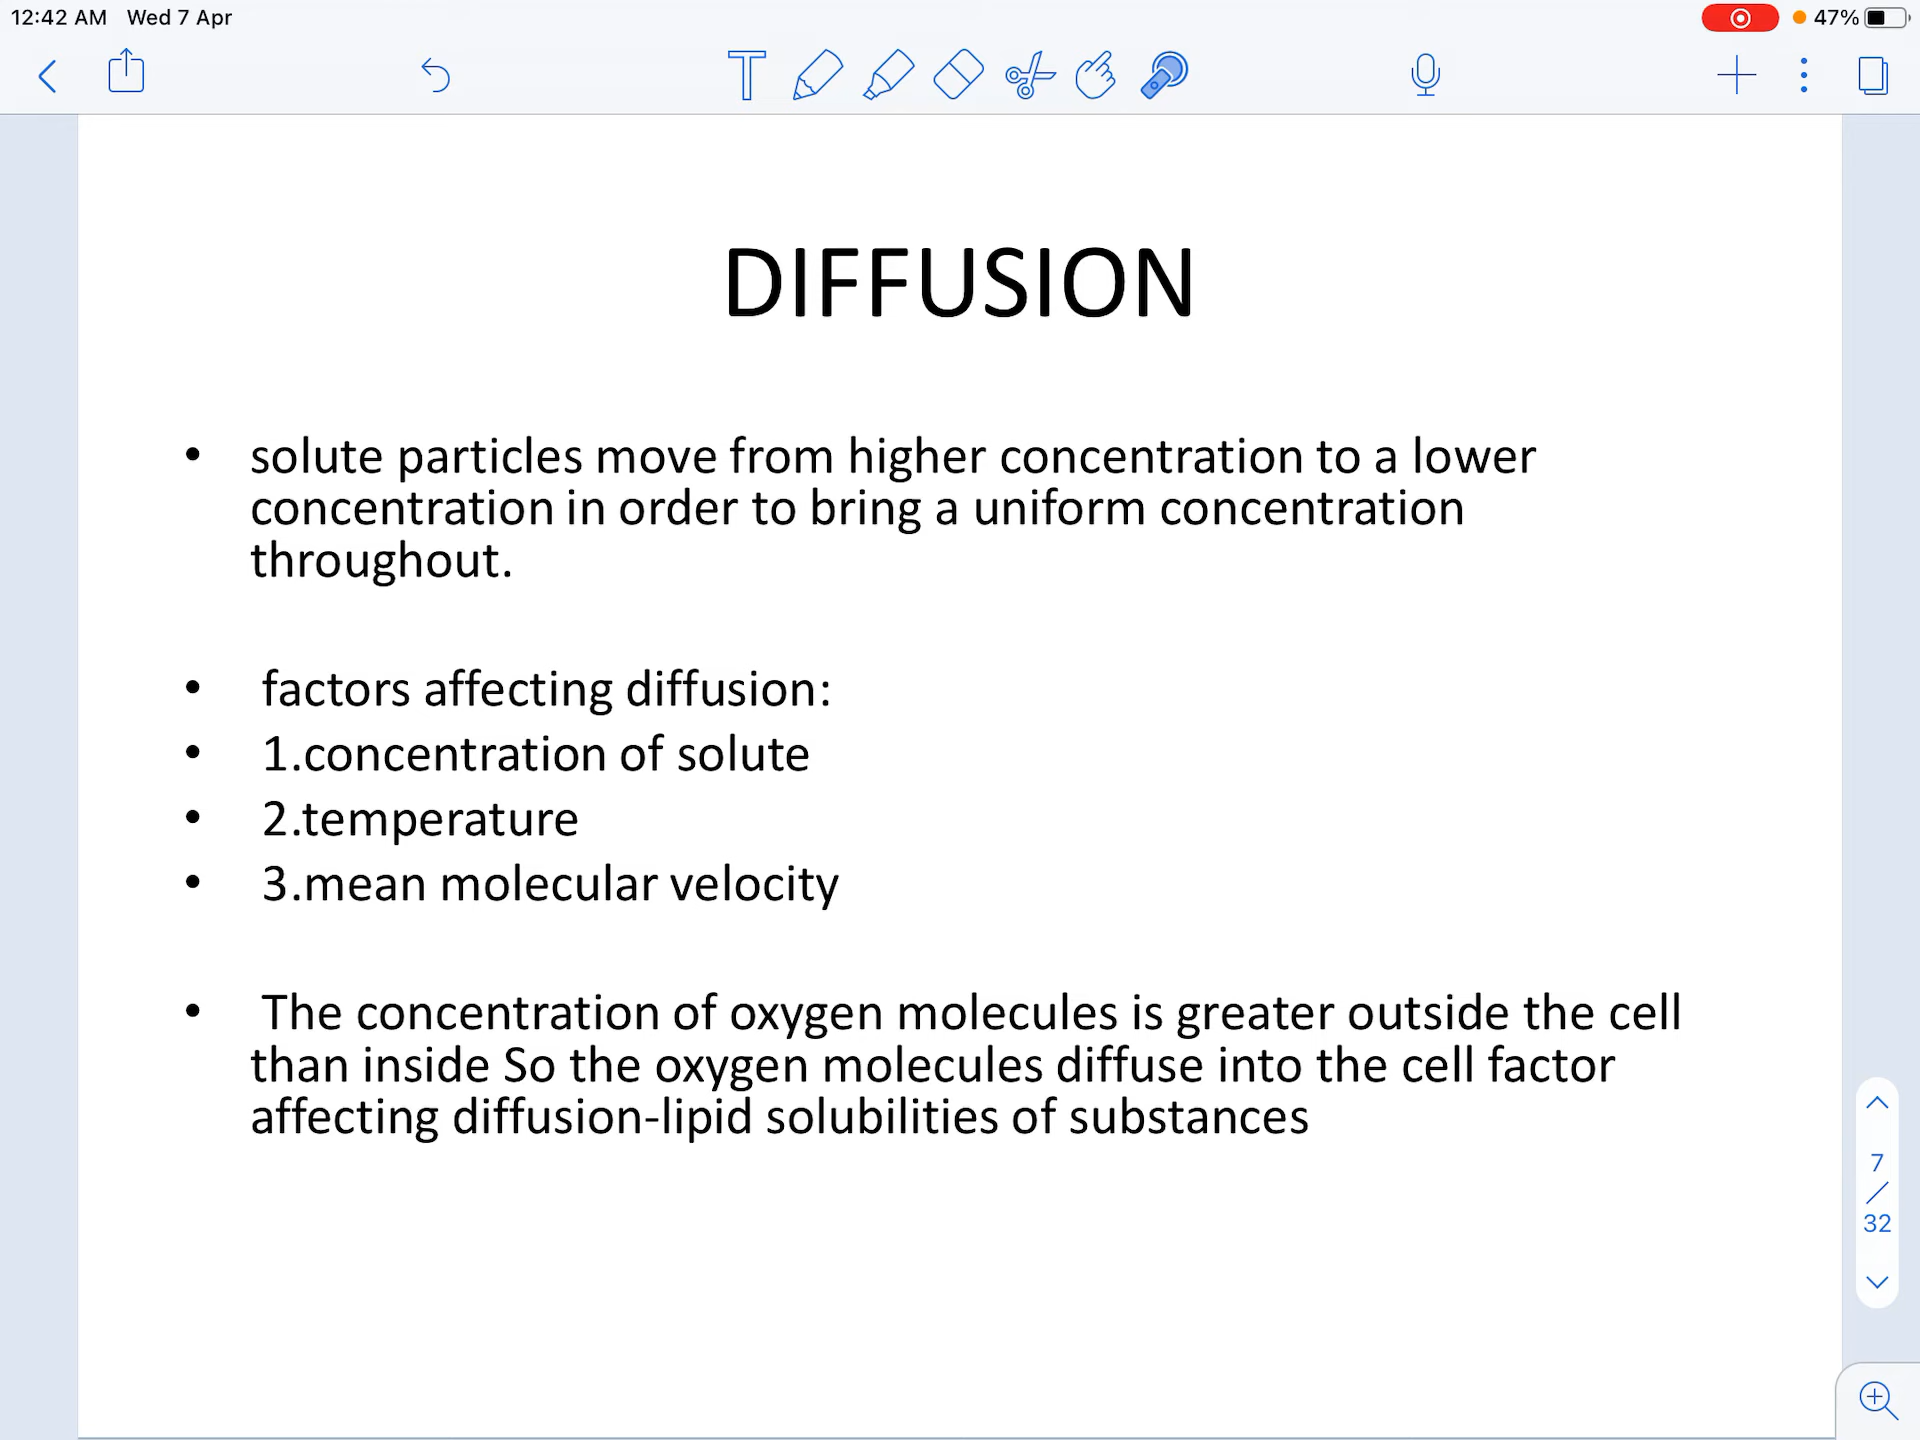 12:42 AM Wed 7 Apr
47%
T
DIFFUSION
• solute particles move from higher concentration to a lower
concentration in order to bring a uniform concentration
throughout.
• factors affecting diffusion:
• 1.concentration of solute
• 2.temperature
• 3.mean molecular velocity
• The concentration of oxygen molecules is greater outside the cell
than inside So the oxygen molecules diffuse into the cell factor
affecting diffusion-lipid solubilities of substances
7
/
32